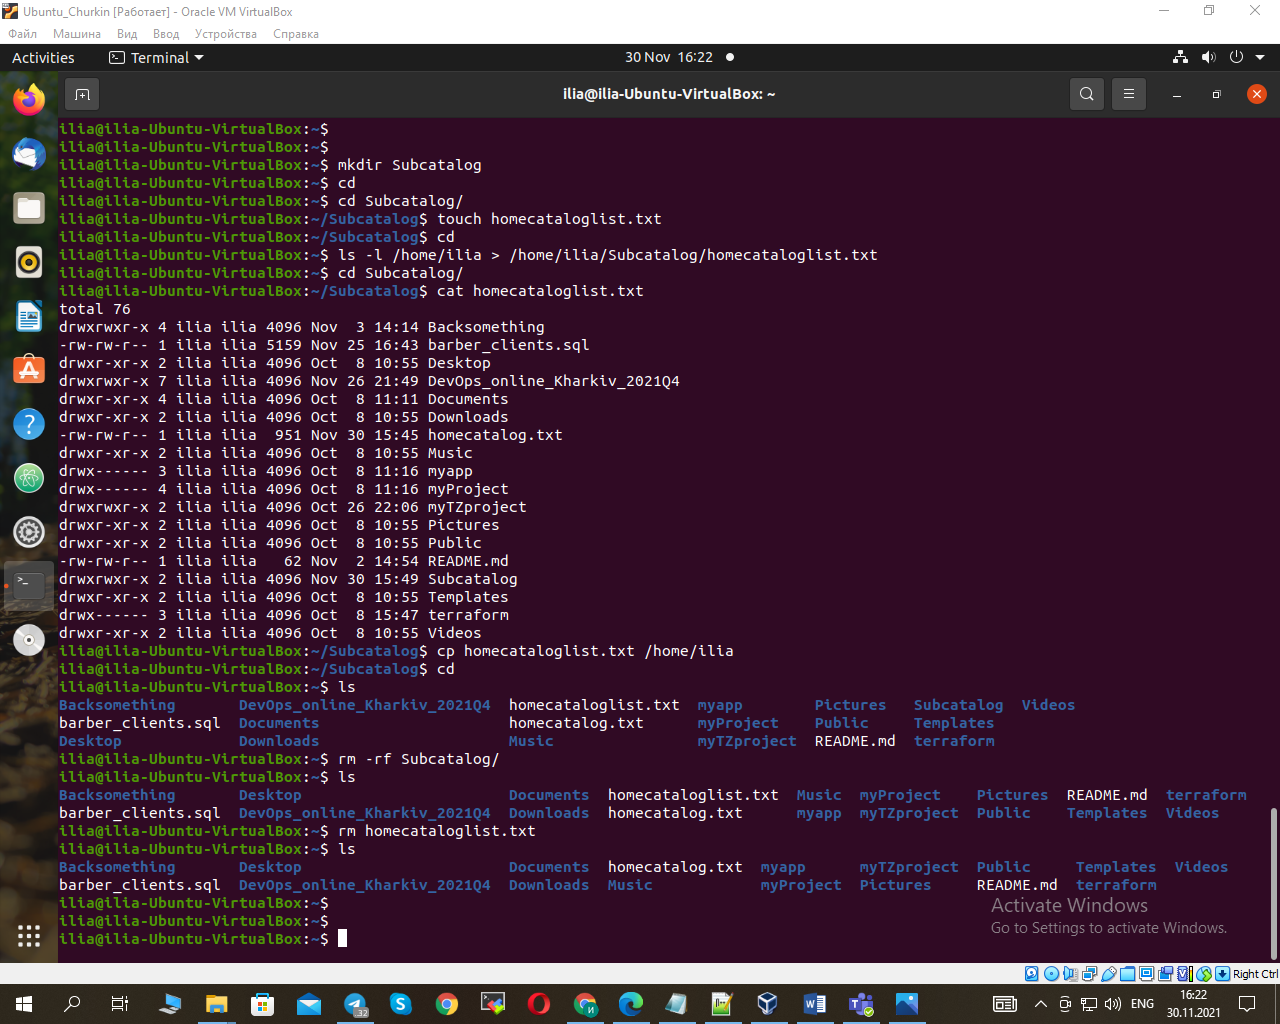 Ubuntu_Churkin [Работает] - Oracle VM VirtualBox
Файл Машина Вид Ввод Устройства Справка
Activities Terminal 30 Nov 16:22
ilia@ilia-Ubuntu-VirtualBox: ~
ilia@ilia-Ubuntu-VirtualBox:~$
ilia@ilia-Ubuntu-VirtualBox:~$
ilia@ilia-Ubuntu-VirtualBox:~$ mkdir Subcatalog
ilia@ilia-Ubuntu-VirtualBox:~$ cd
ilia@ilia-Ubuntu-VirtualBox:~$ cd Subcatalog/
ilia@ilia-Ubuntu-VirtualBox:~/Subcatalog$ touch homecataloglist.txt
ilia@ilia-Ubuntu-VirtualBox:~/Subcatalog$ cd
ilia@ilia-Ubuntu-VirtualBox:~$ ls -l /home/ilia > /home/ilia/Subcatalog/homecataloglist.txt
ilia@ilia-Ubuntu-VirtualBox:~$ cd Subcatalog/
ilia@ilia-Ubuntu-VirtualBox:~/Subcatalog$ cat homecataloglist.txt
total 76
drwxrwxr-x 4 ilia ilia 4096 Nov  3 14:14 Backsomething
-rw-rw-r-- 1 ilia ilia 5159 Nov 25 16:43 barber_clients.sql
drwxr-xr-x 2 ilia ilia 4096 Oct  8 10:55 Desktop
drwxrwxr-x 7 ilia ilia 4096 Nov 26 21:49 DevOps_online_Kharkiv_2021Q4
drwxr-xr-x 4 ilia ilia 4096 Oct  8 11:11 Documents
drwxr-xr-x 2 ilia ilia 4096 Oct  8 10:55 Downloads
-rw-rw-r-- 1 ilia ilia  951 Nov 30 15:45 homecatalog.txt
drwxr-xr-x 2 ilia ilia 4096 Oct  8 10:55 Music
drwx------ 3 ilia ilia 4096 Oct  8 11:16 myapp
drwx------ 4 ilia ilia 4096 Oct  8 11:16 myProject
drwxrwxr-x 2 ilia ilia 4096 Oct 26 22:06 myTZproject
drwxr-xr-x 2 ilia ilia 4096 Oct  8 10:55 Pictures
drwxr-xr-x 2 ilia ilia 4096 Oct  8 10:55 Public
-rw-rw-r-- 1 ilia ilia   62 Nov  2 14:54 README.md
drwxrwxr-x 2 ilia ilia 4096 Nov 30 15:49 Subcatalog
drwxr-xr-x 2 ilia ilia 4096 Oct  8 10:55 Templates
drwx------ 3 ilia ilia 4096 Oct  8 15:47 terraform
drwxr-xr-x 2 ilia ilia 4096 Oct  8 10:55 Videos
ilia@ilia-Ubuntu-VirtualBox:~/Subcatalog$ cp homecataloglist.txt /home/ilia
ilia@ilia-Ubuntu-VirtualBox:~/Subcatalog$ cd
ilia@ilia-Ubuntu-VirtualBox:~$ ls
Backsomething DevOps_online_Kharkiv_2021Q4 homecataloglist.txt myapp Pictures Subcatalog Videos
barber_clients.sql Documents homecatalog.txt myProject Public Templates
Desktop Downloads Music myTZproject README.md terraform
ilia@ilia-Ubuntu-VirtualBox:~$ rm -rf Subcatalog/
ilia@ilia-Ubuntu-VirtualBox:~$ ls
Backsomething Desktop Documents homecataloglist.txt Music myProject Pictures README.md terraform
barber_clients.sql DevOps_online_Kharkiv_2021Q4 Downloads homecatalog.txt myapp myTZproject Public Templates Videos
ilia@ilia-Ubuntu-VirtualBox:~$ rm homecataloglist.txt
ilia@ilia-Ubuntu-VirtualBox:~$ ls
Backsomething Desktop Documents homecatalog.txt myapp myTZproject Public Templates Videos
barber_clients.sql DevOps_online_Kharkiv_2021Q4 Downloads Music myProject Pictures README.md terraform
ilia@ilia-Ubuntu-VirtualBox:~$
ilia@ilia-Ubuntu-VirtualBox:~$
ilia@ilia-Ubuntu-VirtualBox:~$
Activate Windows
Go to Settings to activate Windows.
Right Ctrl
.32
ENG
16:22
30.11.2021